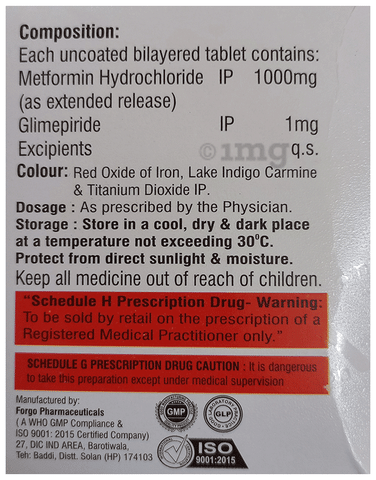 Composition:
Each uncoated bilayered tablet contains:
Metformin Hydrochloride IP 1000mg
(as extended release)
Glimepiride IP 1mg
Excipients q.s.
©1mg
Colour: Red Oxide of Iron, Lake Indigo Carmine
& Titanium Dioxide IP.
Dosage : As prescribed by the Physician.
Storage : Store in a cool, dry & dark place
at a temperature not exceeding 30°C.
Protect from direct sunlight & moisture.
Keep all medicine out of reach of children.
"Schedule H Prescription Drug- Warning:
To be sold by retail on the prescription of a
Registered Medical Practitioner only."
SCHEDULE G PRESCRIPTION DRUG CAUTION : It is dangerous
to take this preparation except under medical supervision
Manufactured by:
Forgo Pharmaceuticals
( A WHO GMP Compliance &
ISO 9001: 2015 Certified Company)
27, DIC IND AREA, Barotiwala,
Teh: Baddi, Distt. Solan (HP) 174103
GMP
GLP
ISO
9001:2015